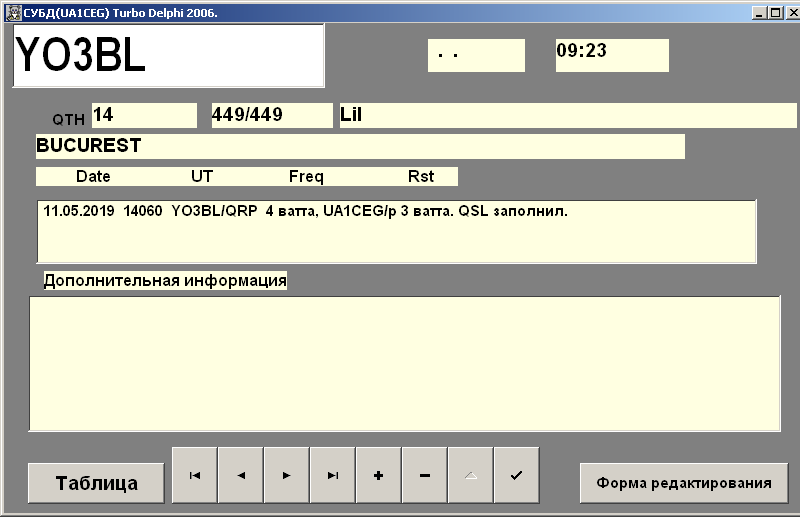 СУБД(UA1CEG) Turbo Delphi 2006.
YO3BL
. .
09:23
QTH 14 449/449 Lil
BUCUREST
Date UT Freq Rst
11.05.2019 14060 YO3BL/QRP 4 ватта, UA1CEG/p 3 ватта. QSL заполнил.
Дополнительная информация
Таблица
Форма редактирования